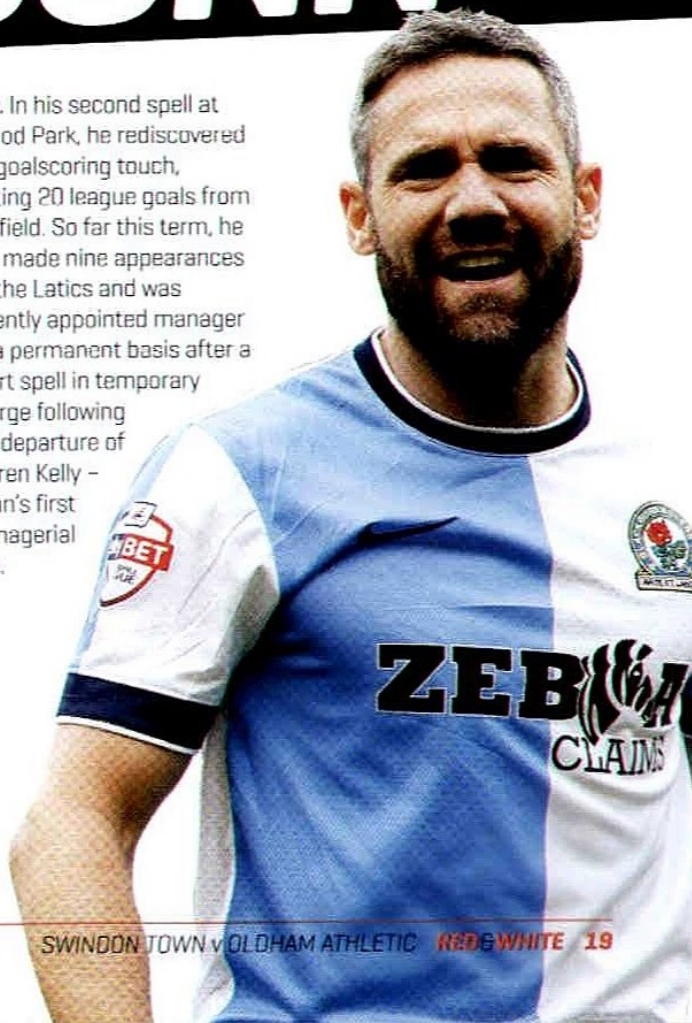 . In his second spell at
od Park, he rediscovered
goalscoring touch,
ing 20 league goals from
field. So far this term, he
made nine appearances
the Latics and was
ently appointed manager
a permanent basis after a
rt spell in temporary
rge following
departure of
ren Kelly –
n's first
nagerial
.
BET
ZEBRA
CLAIMS
SWINDON TOWN v OLDHAM ATHLETIC RED&WHITE 19